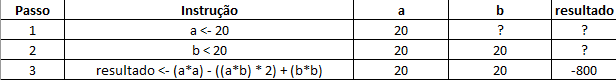 Passo Instrução a b resultado
1 a <- 20 20 ? ?
2 b < 20 20 20 ?
3 resultado <- (a*a) - ((a*b) * 2) + (b*b) 20 20 -800